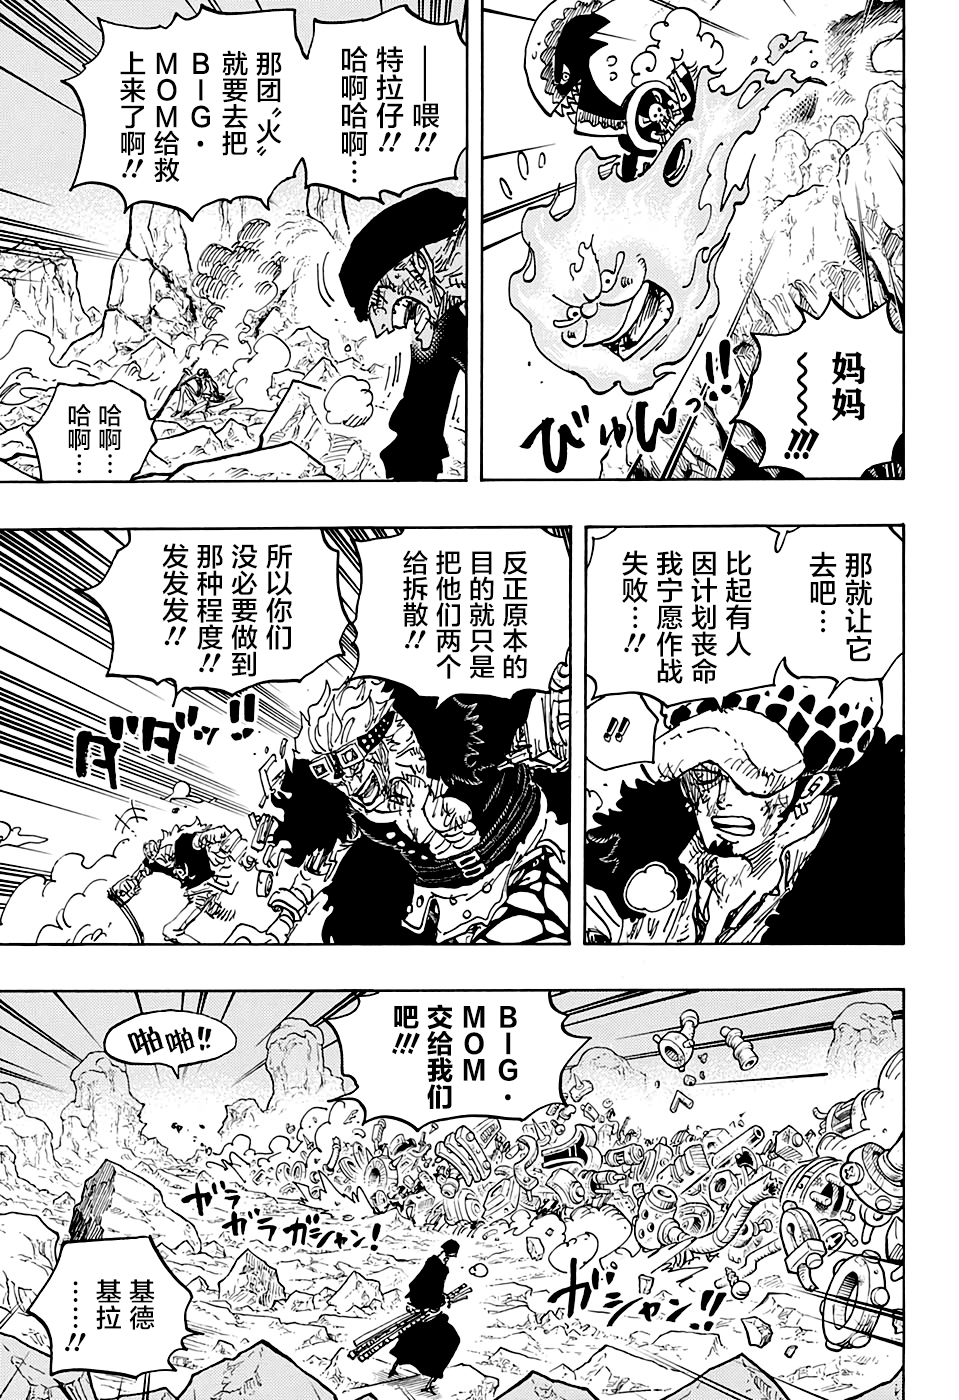 妈妈
～～～!!!
びゅんっ!!
――喂!!
特拉仔!!
哈啊哈啊…
那团〝火〞
就要去把
BIG·
MOM给救
上来了啊!!
哈啊…
哈啊…
那就让它
去吧…
比起有人
因计划丧命
我宁愿作战
失败…!!
!!
反正原本的
目的就只是
把他们两个
给拆散!!
所以你们
没必要做到
那种程度!!
发发发!!
ダダダッ!!
BIG·
MOM
交给我们
吧!!!
啪啪!!
ガラ
ガラガシャン!
ガシャン!!
基德
基拉
……!!